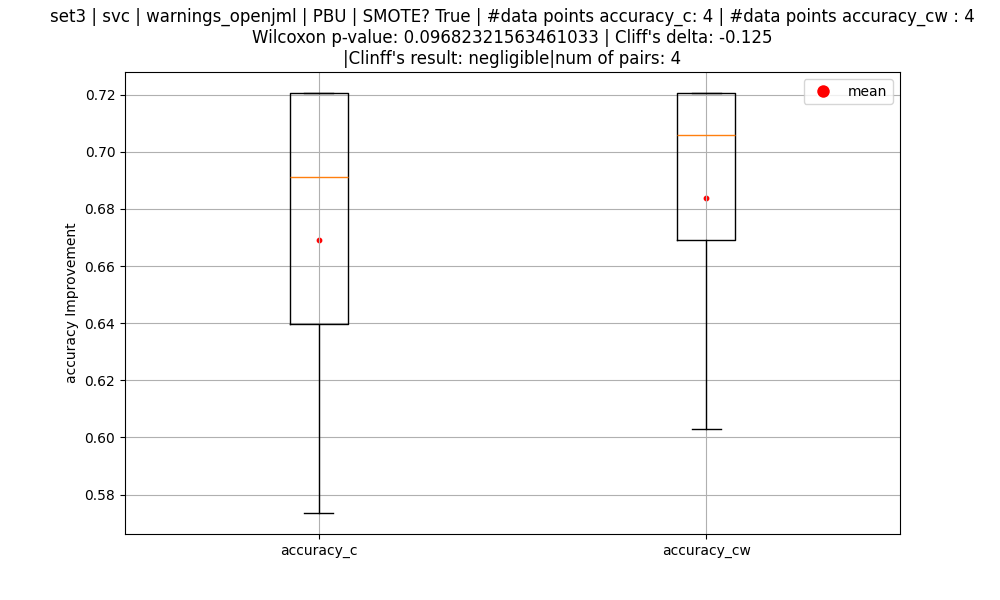 set3 | svc | warnings_openjml | PBU | SMOTE? True | #data points accuracy_c: 4 | #data points accuracy_cw : 4
Wilcoxon p-value: 0.09682321563461033 | Cliff's delta: -0.125
|Clinff's result: negligible|num of pairs: 4
mean
0.72
0.70
0.68
0.66
0.64
0.62
0.60
0.58
accuracy Improvement
accuracy_c
accuracy_cw